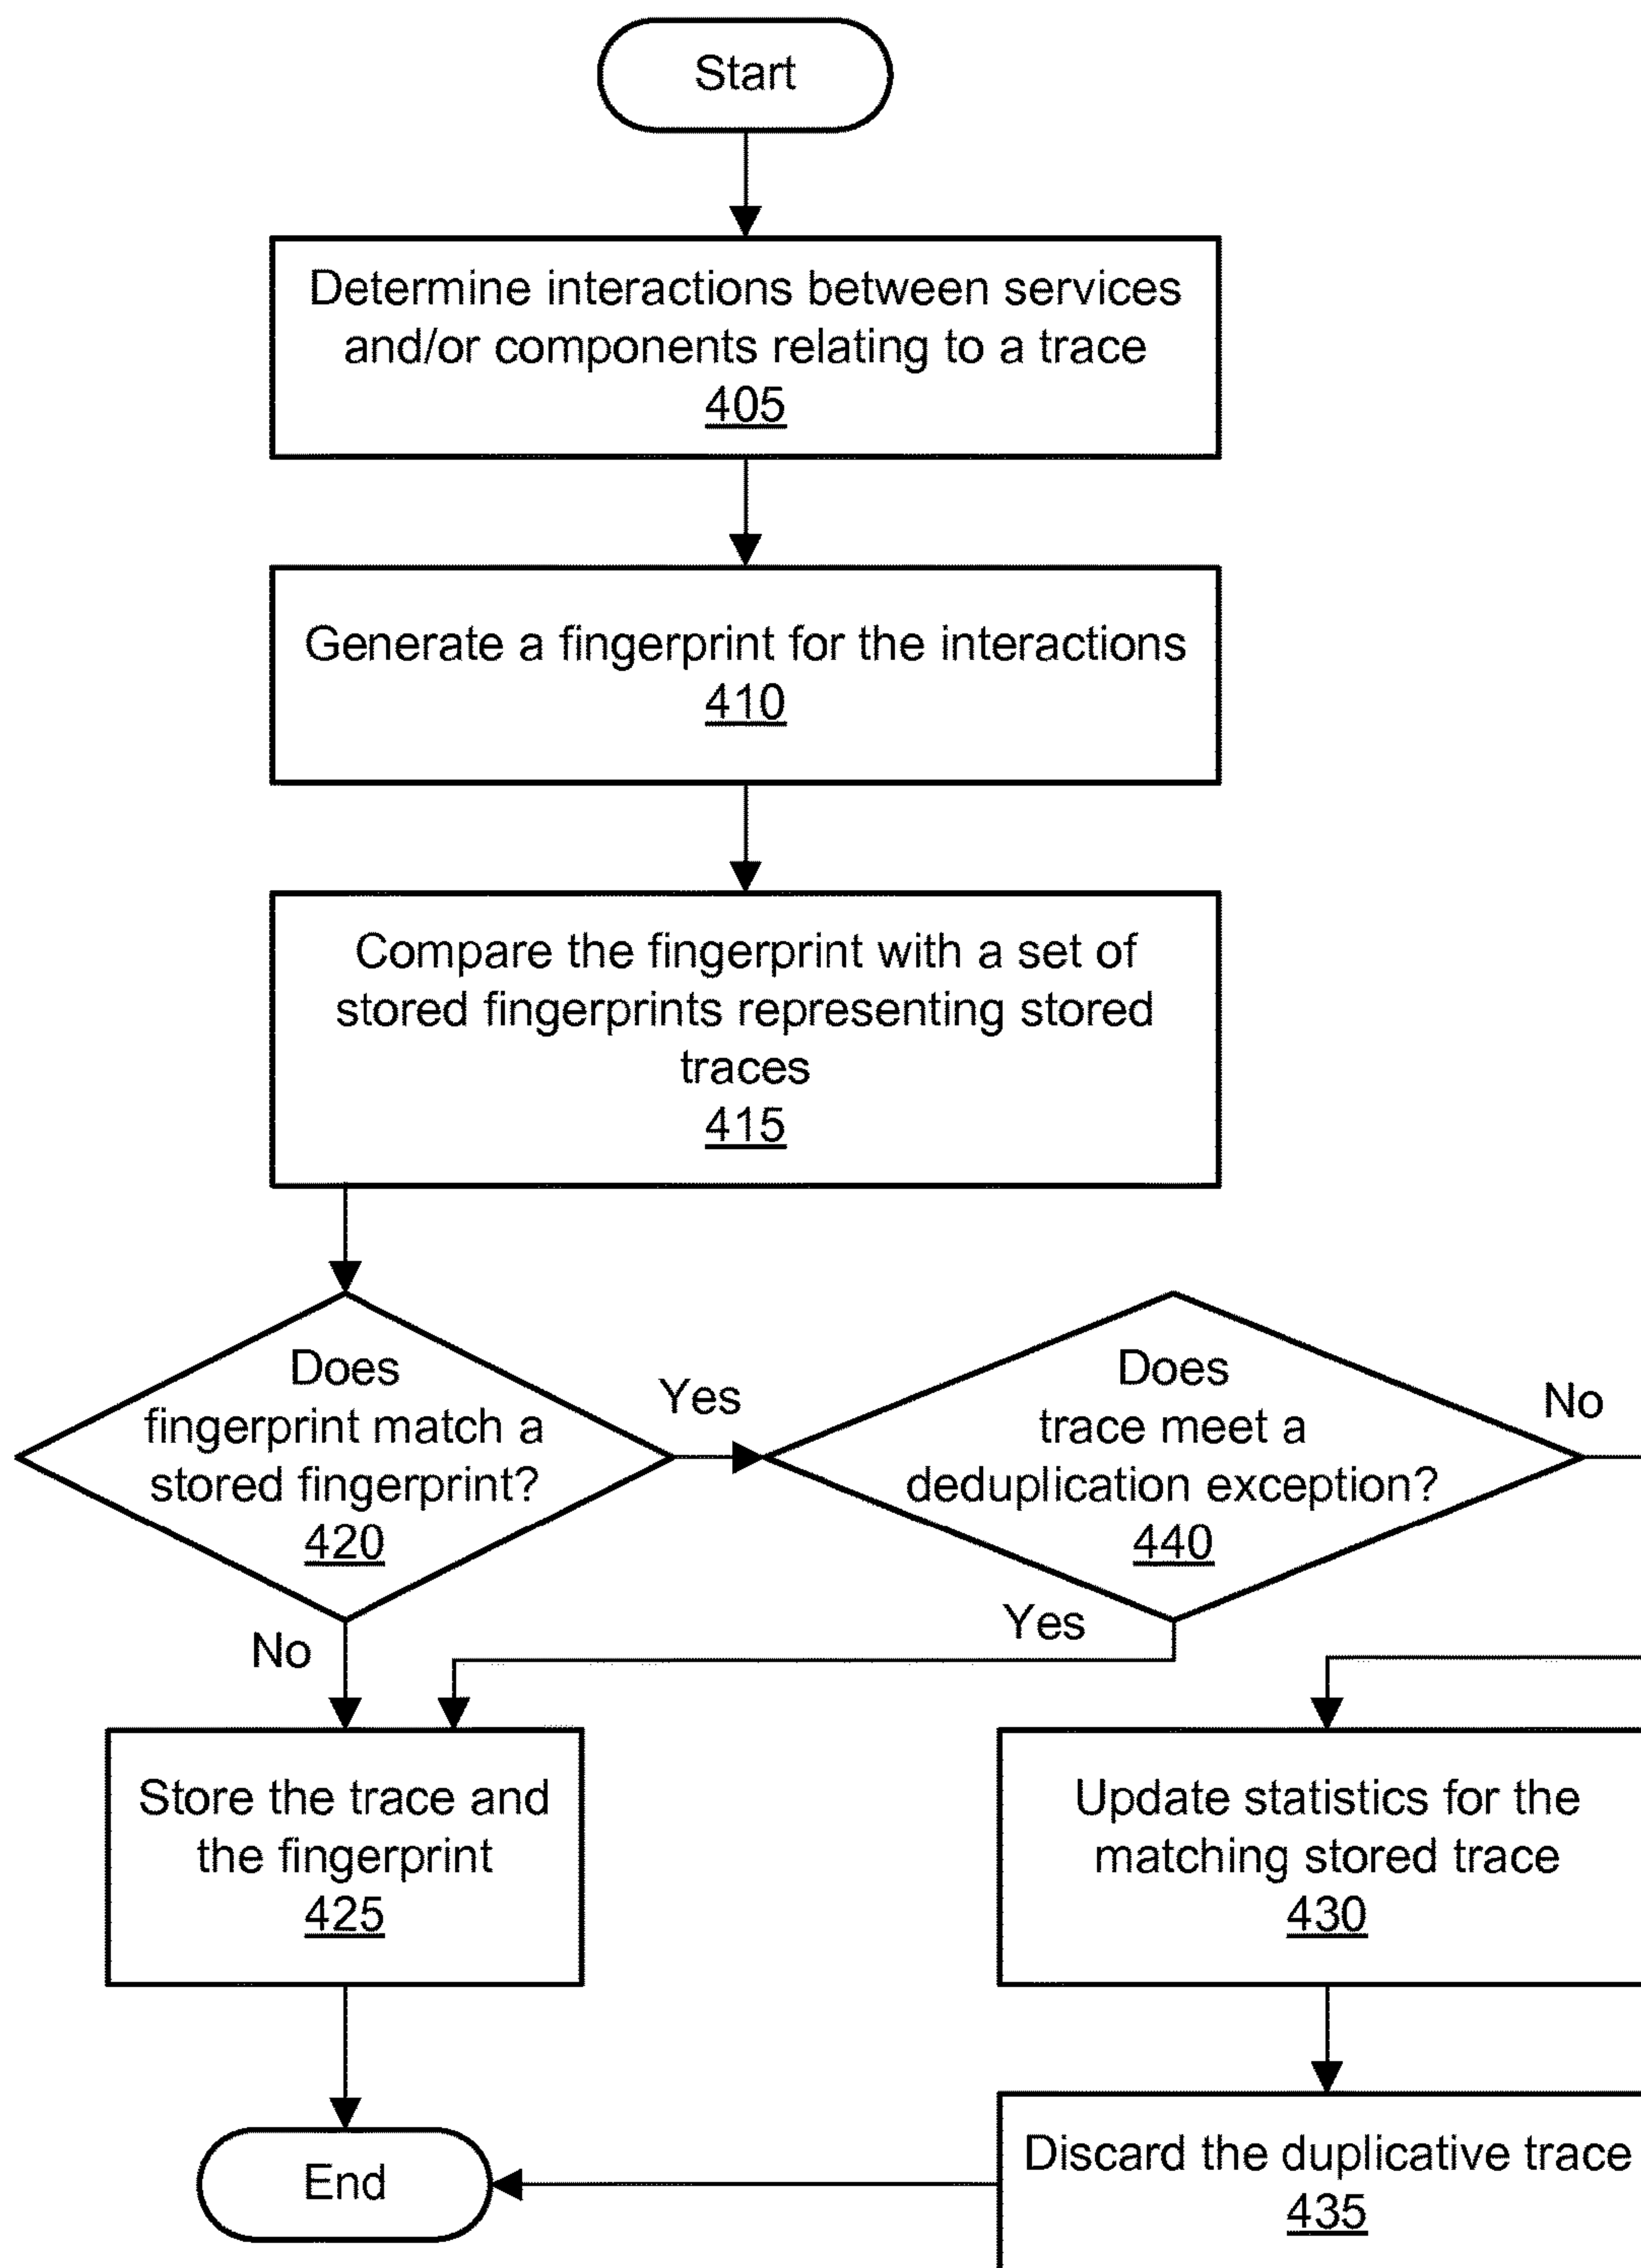 Start
Determine interactions between services
and/or components relating to a trace
405
Generate a fingerprint for the interactions
410
Compare the fingerprint with a set of
stored fingerprints representing stored
traces
415
Does
fingerprint match a
stored fingerprint?
420
Yes
Does
trace meet a
deduplication exception?
440
No
No
Yes
Store the trace and
the fingerprint
425
Update statistics for the
matching stored trace
430
End
Discard the duplicative trace
435